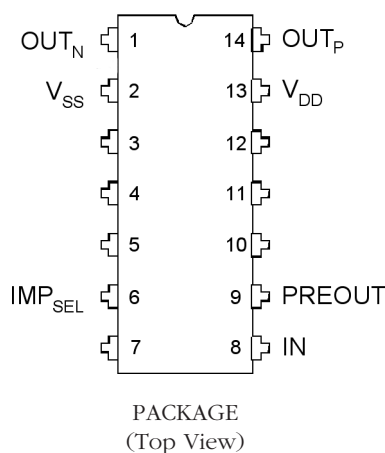 OUTN 1 14 OUTP
VSS 2 13 VDD
3 12
4 11
5 10
IMPSEL 6 9 PREOUT
7 8 IN
PACKAGE
(Top View)